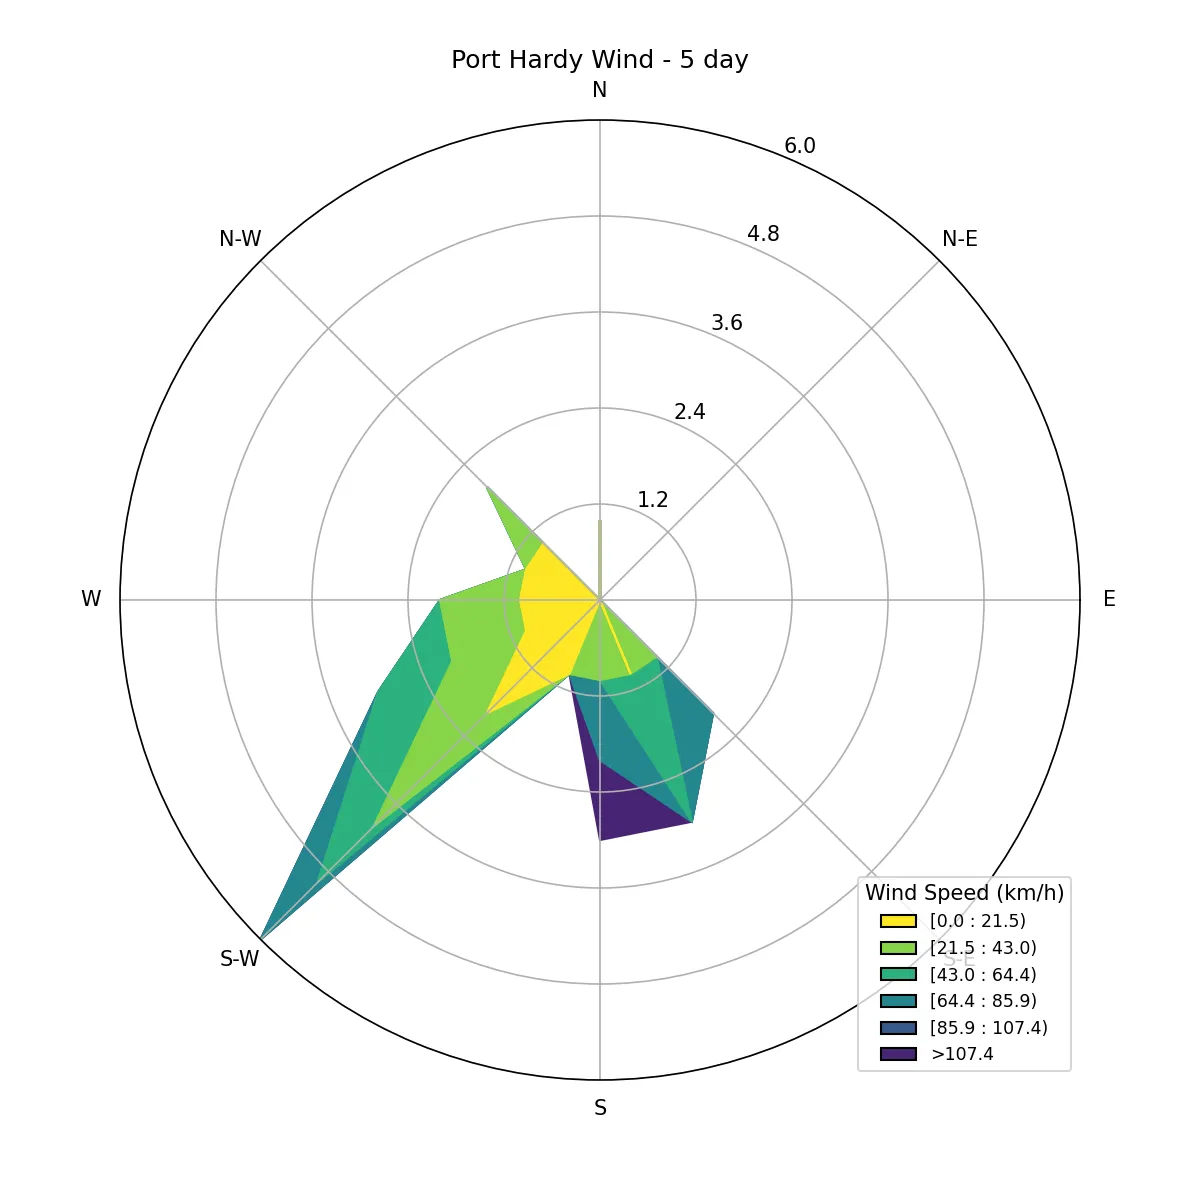 Port Hardy Wind - 5 day
N
6.0
N-W
4.8
N-E
3.6
2.4
1.2
W
E
Wind Speed (km/h)
[0.0 : 21.5)
[21.5 : 43.0)
S-W
S-E
[43.0 : 64.4)
[64.4 : 85.9)
[85.9 : 107.4)
>107.4
S